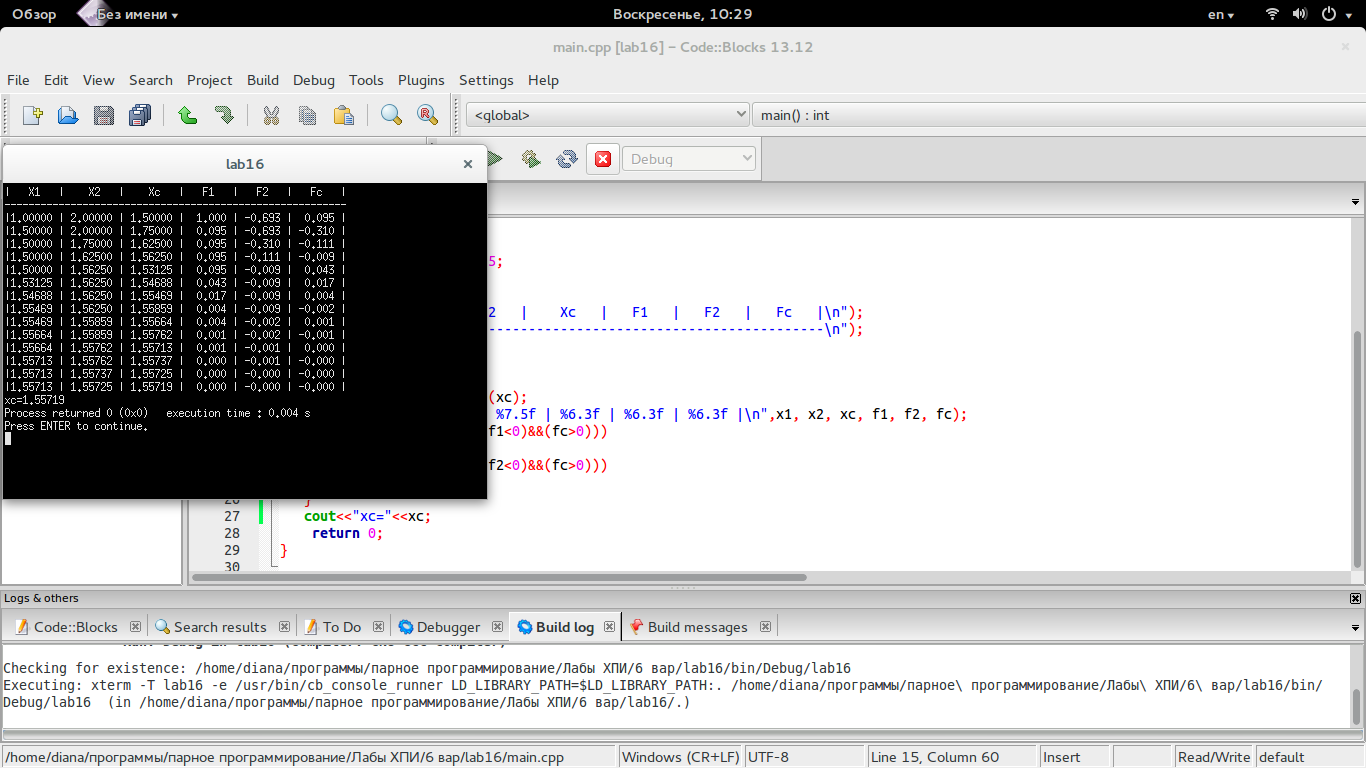 Обзор Без имени Воскресенье, 10:29 en
main.cpp [lab16] – Code::Blocks 13.12
File Edit View Search Project Build Debug Tools Plugins Settings Help
<global> main() : int
Debug
lab16
| X1 | X2 | Xc | F1 | F2 | Fc |
---------------------------------------------------------
|1.00000 | 2.00000 | 1.50000 | 1.000 | -0.693 | 0.095 |
|1.50000 | 2.00000 | 1.75000 | 0.095 | -0.693 | -0.310 |
|1.50000 | 1.75000 | 1.62500 | 0.095 | -0.310 | -0.111 |
|1.50000 | 1.62500 | 1.56250 | 0.095 | -0.111 | -0.009 |
|1.50000 | 1.56250 | 1.53125 | 0.095 | -0.009 | 0.043 |
|1.53125 | 1.56250 | 1.54688 | 0.043 | -0.009 | 0.017 |
|1.54688 | 1.56250 | 1.55469 | 0.017 | -0.009 | 0.004 |
|1.55469 | 1.56250 | 1.55859 | 0.004 | -0.009 | -0.002 |
|1.55469 | 1.55859 | 1.55664 | 0.004 | -0.002 | 0.001 |
|1.55664 | 1.55859 | 1.55762 | 0.001 | -0.002 | -0.001 |
|1.55664 | 1.55762 | 1.55713 | 0.001 | -0.001 | 0.000 |
|1.55713 | 1.55762 | 1.55737 | 0.000 | -0.001 | -0.000 |
|1.55713 | 1.55737 | 1.55725 | 0.000 | -0.000 | -0.000 |
|1.55713 | 1.55725 | 1.55719 | 0.000 | -0.000 | -0.000 |
xc=1.55719
Process returned 0 (0x0) execution time : 0.004 s
Press ENTER to continue.
5;
2 | Xc | F1 | F2 | Fc |\n");
------------------------------------------\n");
(xc);
%7.5f | %6.3f | %6.3f | %6.3f |\n",x1, x2, xc, f1, f2, fc);
f1<0)&&(fc>0)))
f2<0)&&(fc>0)))
26 }
27 cout<<"xc="<<xc;
28 return 0;
29 }
30
Logs & others
Code::Blocks Search results To Do Debugger Build log Build messages
Checking for existence: /home/diana/программы/парное программирование/Лабы ХПИ/6 вар/lab16/bin/Debug/lab16
Executing: xterm -T lab16 -e /usr/bin/cb_console_runner LD_LIBRARY_PATH=$LD_LIBRARY_PATH:. /home/diana/программы/парное\ программирование/Лабы\ ХПИ/6\ вар/lab16/bin/
Debug/lab16 (in /home/diana/программы/парное программирование/Лабы ХПИ/6 вар/lab16/.)
/home/diana/программы/парное программирование/Лабы ХПИ/6 вар/lab16/main.cpp Windows (CR+LF) UTF-8 Line 15, Column 60 Insert Read/Write default